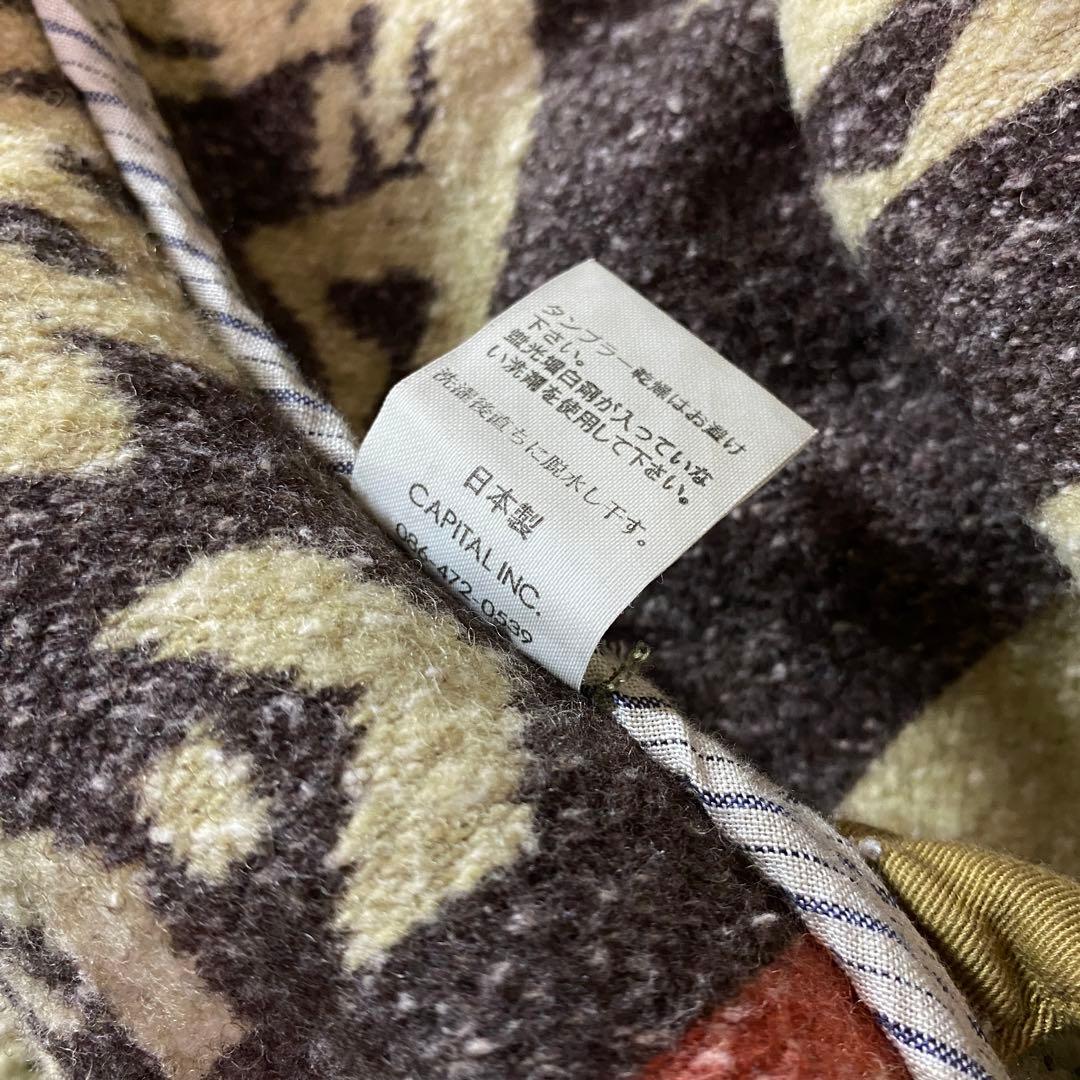 タンブラー乾燥はお避け
下さい。
蛍光増白剤が入っていな
い洗濯を使用して下さい。
洗濯後直ちに脱水し干す。
日本製
CAPITAL INC.
086-472-0539